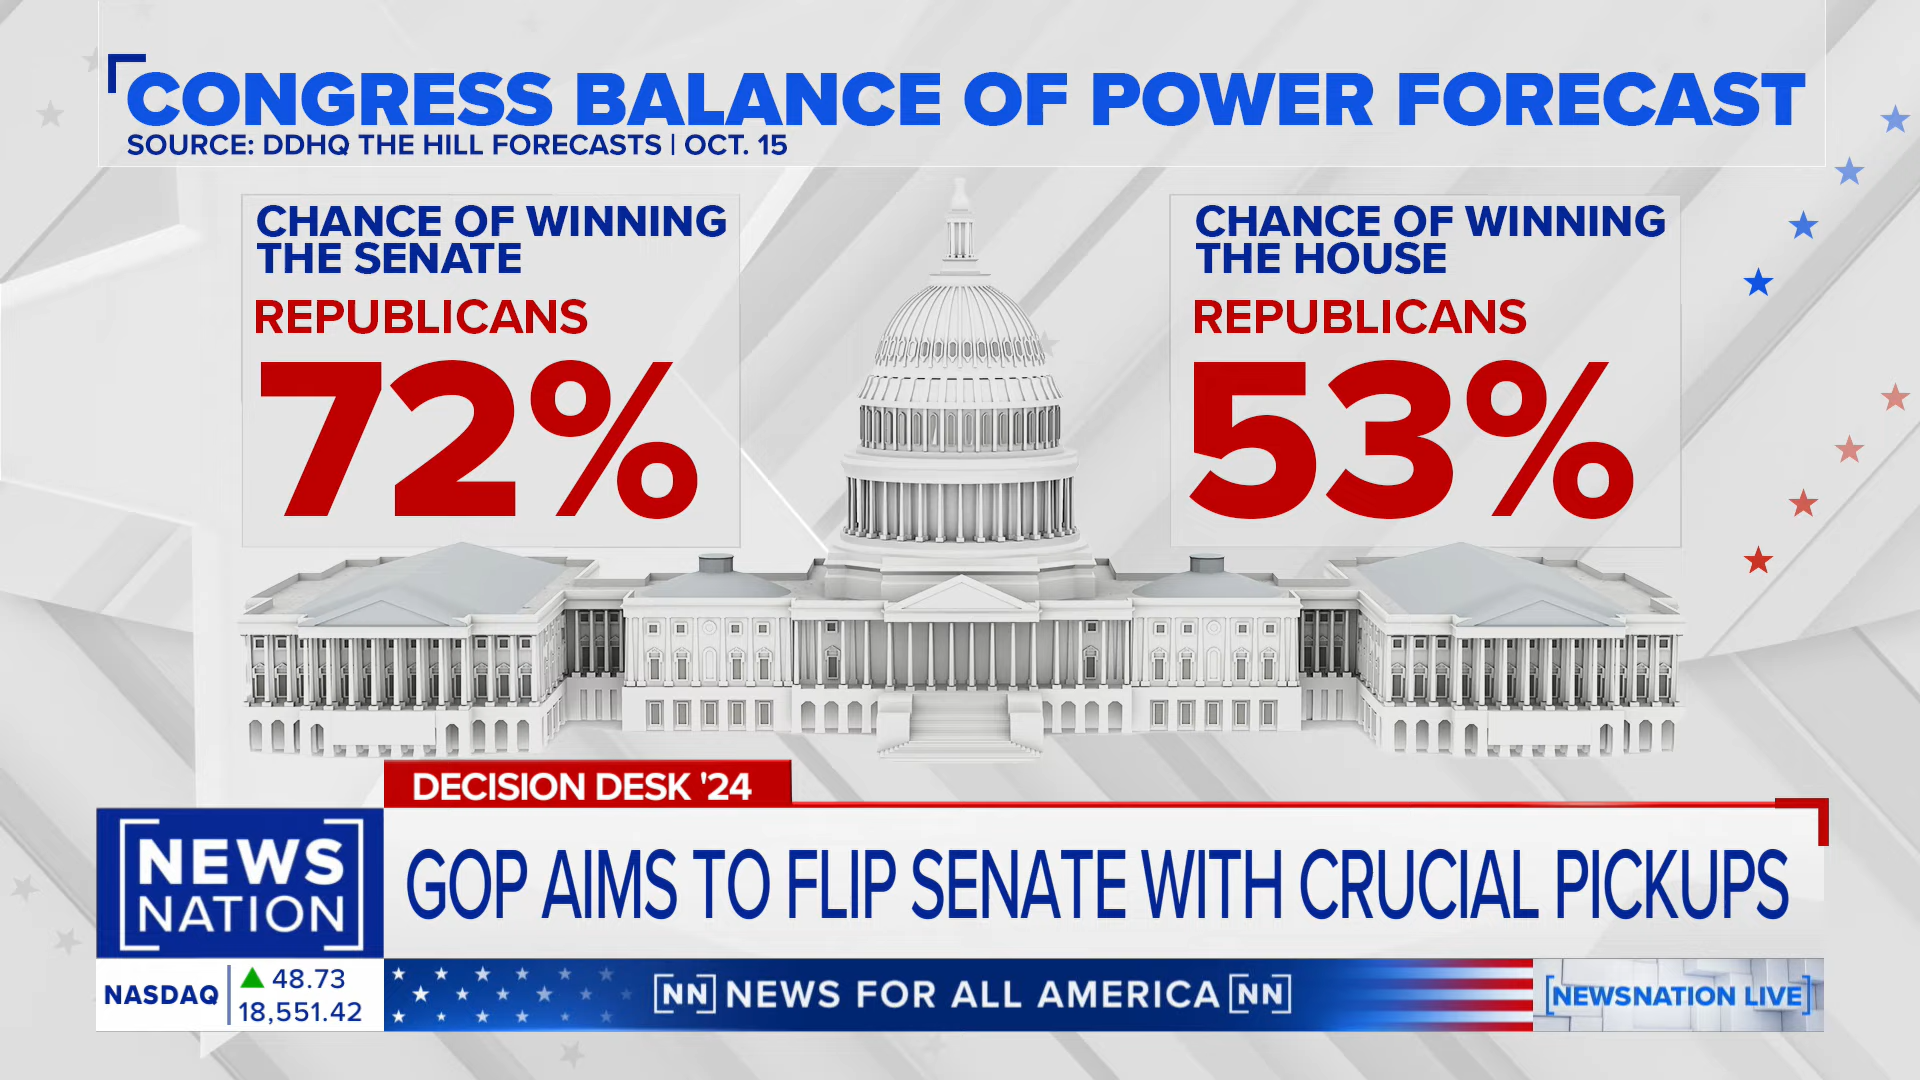 CONGRESS BALANCE OF POWER FORECAST
SOURCE: DDHQ THE HILL FORECASTS | OCT. 15
CHANCE OF WINNING
THE SENATE
REPUBLICANS
72%
CHANCE OF WINNING
THE HOUSE
REPUBLICANS
53%
DECISION DESK '24
NEWS
NATION
GOP AIMS TO FLIP SENATE WITH CRUCIAL PICKUPS
NASDAQ
▲ 48.73
18,551.42
[NN] NEWS FOR ALL AMERICA [NN]
[NEWSNATION LIVE]